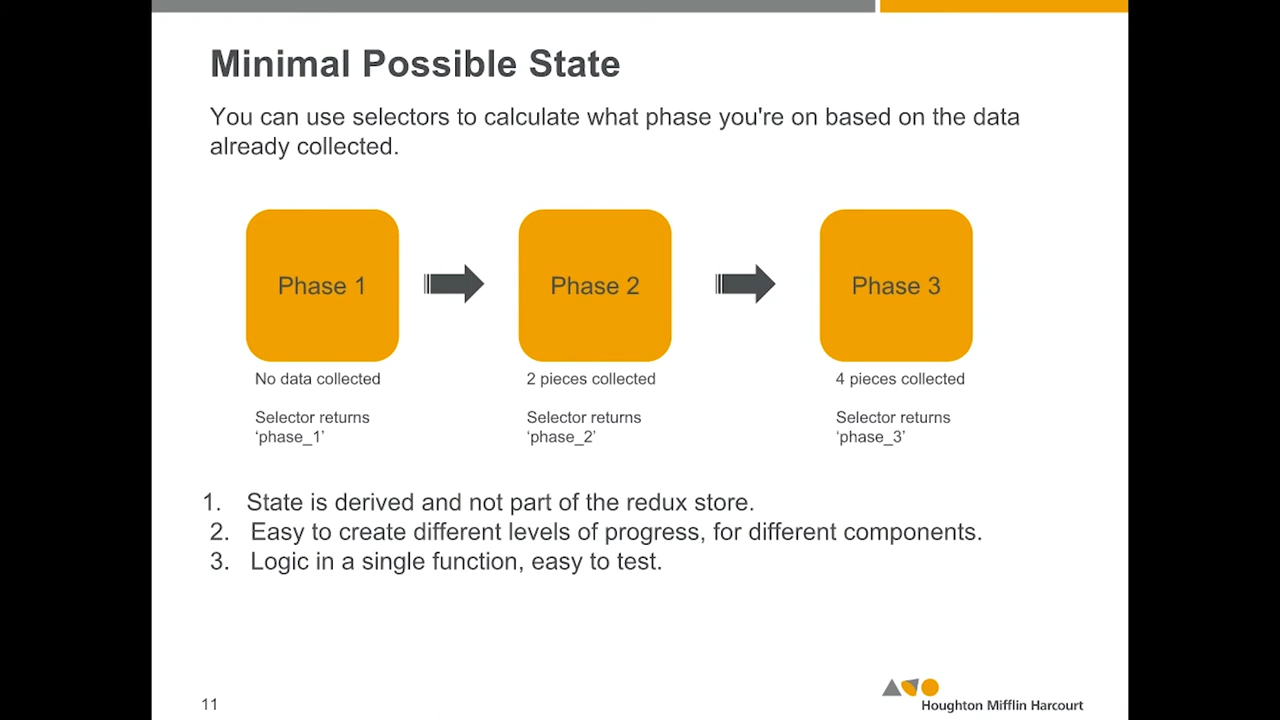 Minimal Possible State
You can use selectors to calculate what phase you're on based on the data
already collected.
Phase 1
Phase 2
Phase 3
No data collected
2 pieces collected
4 pieces collected
Selector returns
‘phase_1’
Selector returns
‘phase_2’
Selector returns
‘phase_3’
1. State is derived and not part of the redux store.
2. Easy to create different levels of progress, for different components.
3. Logic in a single function, easy to test.
11
Houghton Mifflin Harcourt